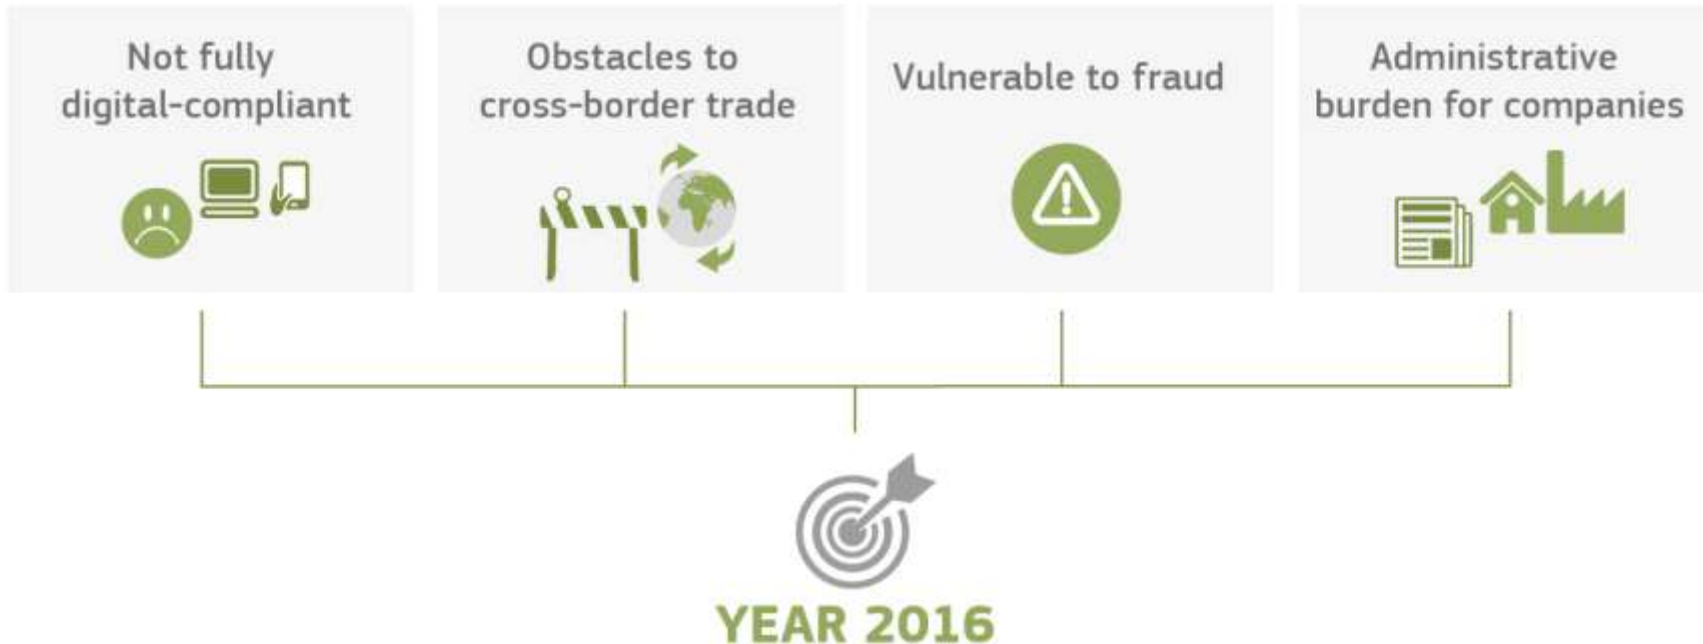 Not fully
digital-compliant
Obstacles to
cross-border trade
Vulnerable to fraud
Administrative
burden for companies
YEAR 2016